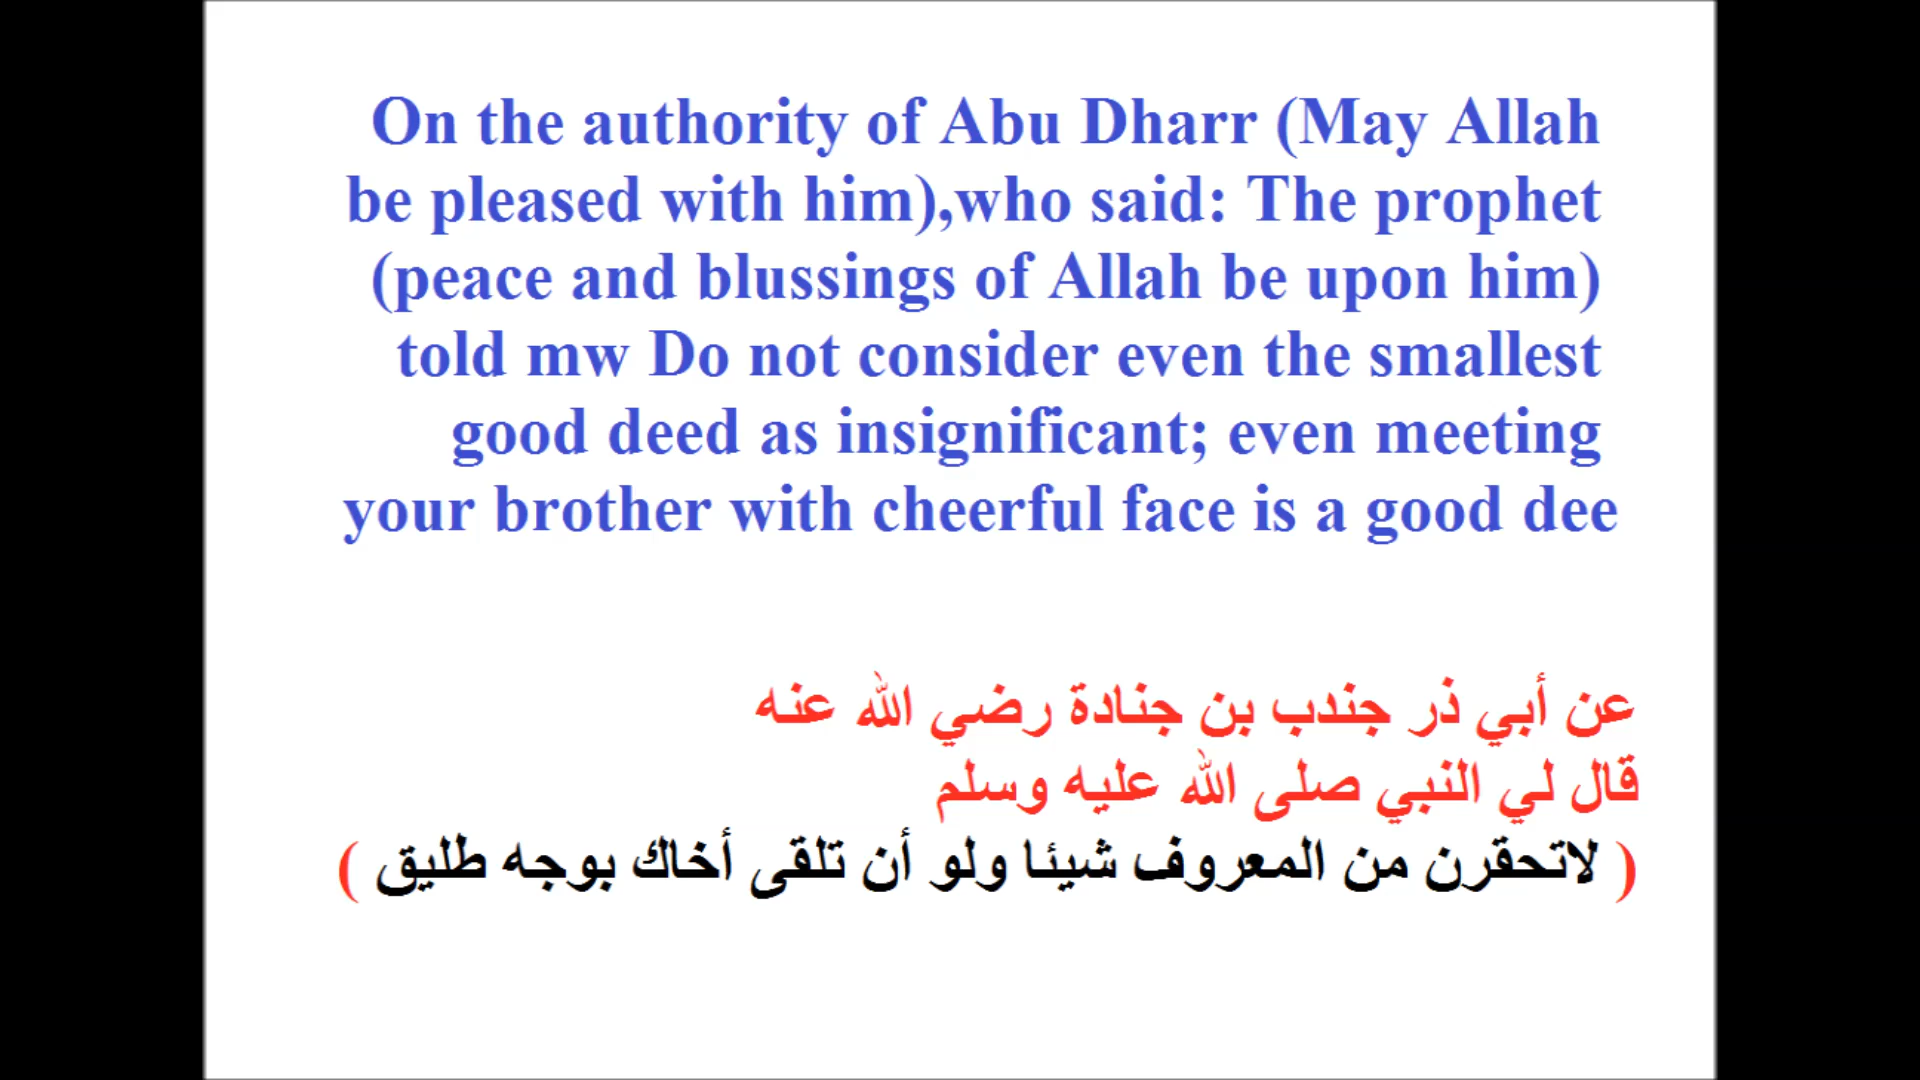 On the authority of Abu Dharr (May Allah
be pleased with him),who said: The prophet
(peace and blussings of Allah be upon him)
told mw Do not consider even the smallest
good deed as insignificant; even meeting
your brother with cheerful face is a good dee
عن أبي ذر جندب بن جنادة رضي الله عنه
قال لي النبي صلى الله عليه وسلم
( لاتحقرن من المعروف شيئا ولو أن تلقى أخاك بوجه طليق )